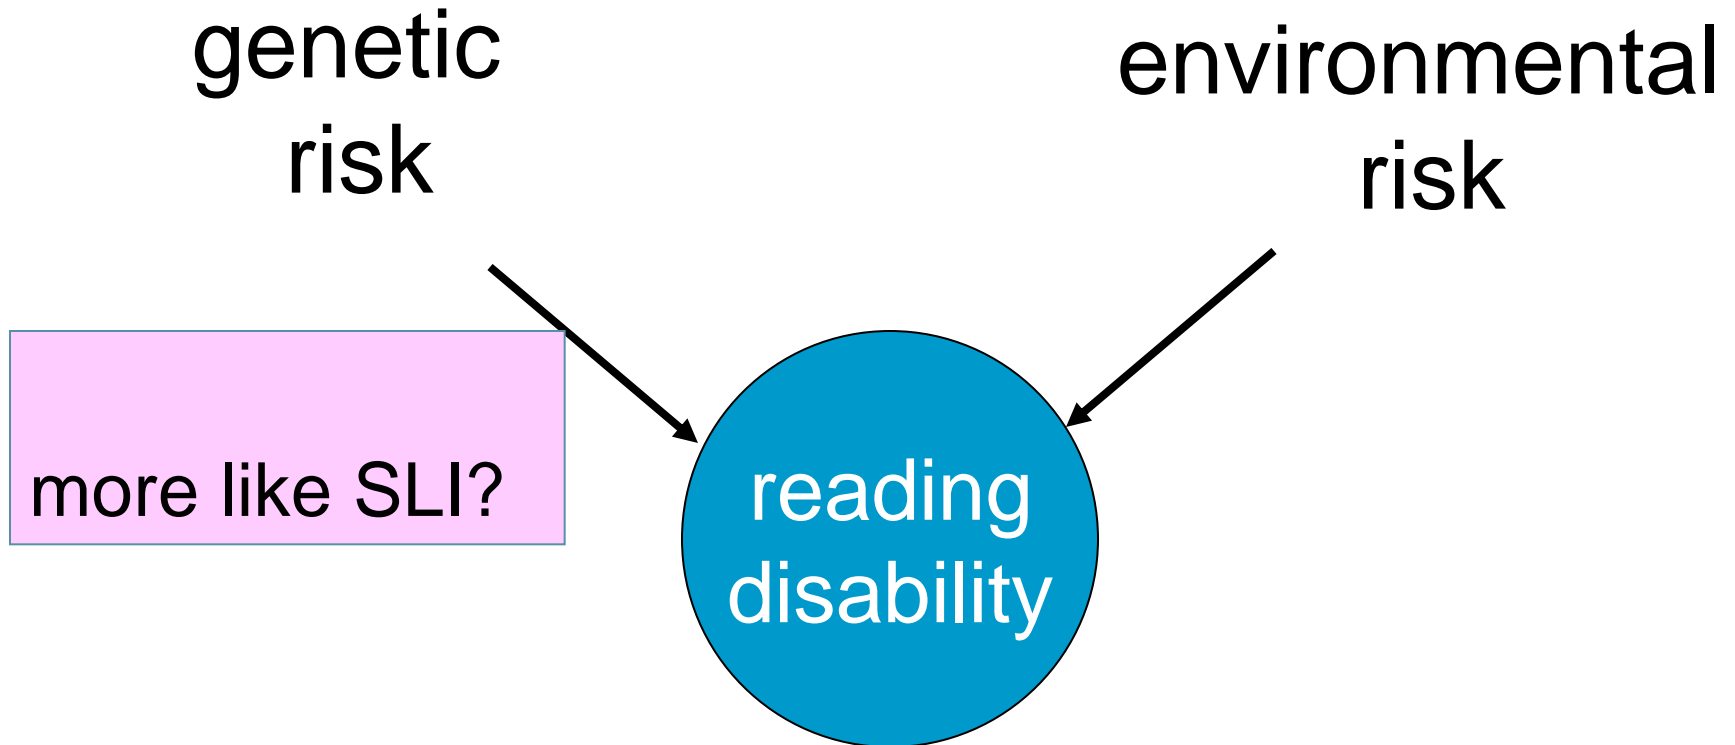 genetic
risk
environmental
risk
more like SLI?
reading
disability